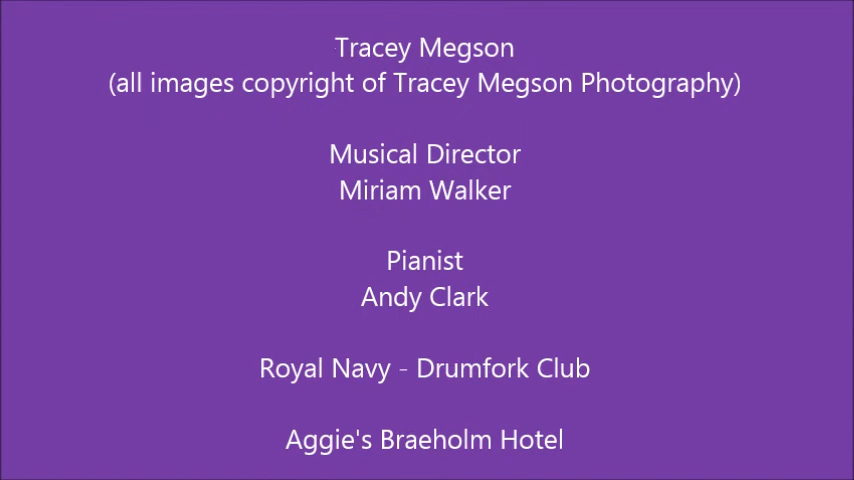 Tracey Megson
(all images copyright of Tracey Megson Photography)
Musical Director
Miriam Walker
Pianist
Andy Clark
Royal Navy - Drumfork Club
Aggie's Braeholm Hotel